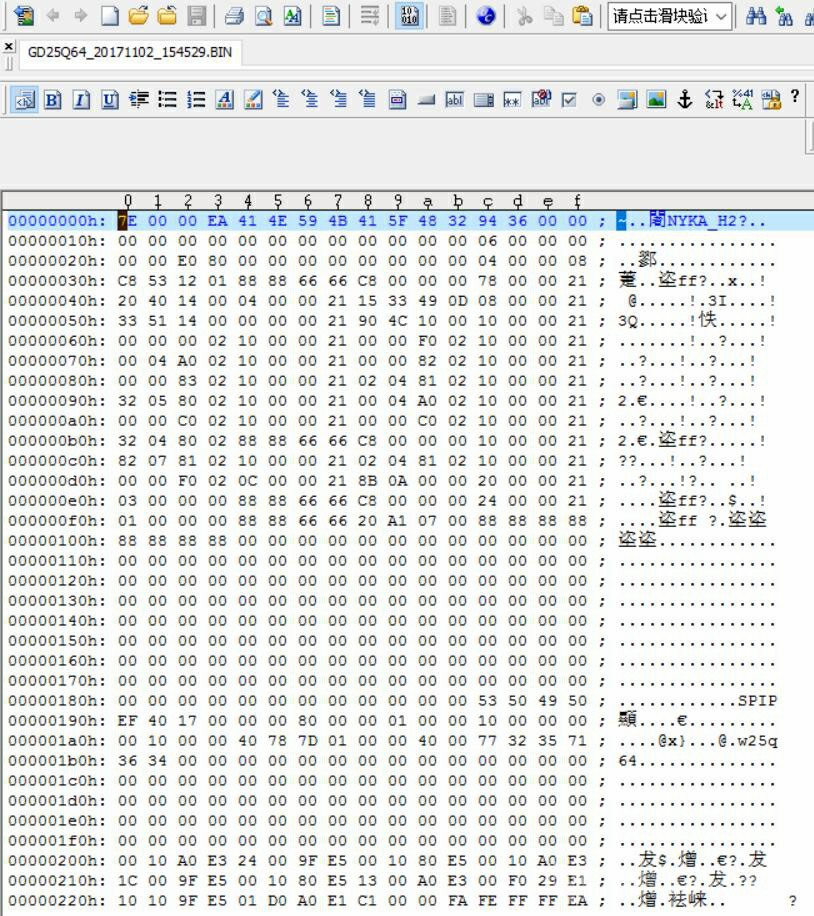 请点击滑块验证
GD25Q64_20171102_154529.BIN
0 1 2 3 4 5 6 7 8 9 a b c d e f
00000000h: 7E 00 00 EA 41 4E 59 4B 41 5F 48 32 94 36 00 00 ; ~..闍NYKA_H2?..
00000010h: 00 00 00 00 00 00 00 00 00 00 00 00 06 00 00 00 ; ................
00000020h: 00 00 E0 80 00 00 00 00 00 00 00 00 04 00 00 08 ; ..鄝............
00000030h: C8 53 12 01 88 88 66 66 C8 00 00 00 78 00 00 21 ; 萐..盗ff?..x..!
00000040h: 20 40 14 00 04 00 00 21 15 33 49 0D 08 00 00 21 ;  @.....!.3I....!
00000050h: 33 51 14 00 00 00 00 21 90 4C 10 00 10 00 00 21 ; 3Q.....!怢.....!
00000060h: 00 00 00 02 10 00 00 21 00 00 F0 02 10 00 00 21 ; .......!..?...!
00000070h: 00 04 A0 02 10 00 00 21 00 00 82 02 10 00 00 21 ; ..?...!..?...!
00000080h: 00 00 83 02 10 00 00 21 02 04 81 02 10 00 00 21 ; ..?...!..?...!
00000090h: 32 05 80 02 10 00 00 21 00 04 A0 02 10 00 00 21 ; 2.€....!..?...!
000000a0h: 00 00 C0 02 10 00 00 21 00 00 C0 02 10 00 00 21 ; ..?...!..?...!
000000b0h: 32 04 80 02 88 88 66 66 C8 00 00 00 10 00 00 21 ; 2.€.盗ff?.....!
000000c0h: 82 07 81 02 10 00 00 21 02 04 81 02 10 00 00 21 ; ??...!..?...!
000000d0h: 00 00 F0 02 0C 00 00 21 8B 0A 00 00 20 00 00 21 ; ..?...!?.. ..!
000000e0h: 03 00 00 00 88 88 66 66 C8 00 00 00 24 00 00 21 ; ....盗ff?..$..!
000000f0h: 01 00 00 00 88 88 66 66 20 A1 07 00 88 88 88 88 ; ....盗ff ?.盗盗
00000100h: 88 88 88 88 00 00 00 00 00 00 00 00 00 00 00 00 ; 盗盗............
00000110h: 00 00 00 00 00 00 00 00 00 00 00 00 00 00 00 00 ; ................
00000120h: 00 00 00 00 00 00 00 00 00 00 00 00 00 00 00 00 ; ................
00000130h: 00 00 00 00 00 00 00 00 00 00 00 00 00 00 00 00 ; ................
00000140h: 00 00 00 00 00 00 00 00 00 00 00 00 00 00 00 00 ; ................
00000150h: 00 00 00 00 00 00 00 00 00 00 00 00 00 00 00 00 ; ................
00000160h: 00 00 00 00 00 00 00 00 00 00 00 00 00 00 00 00 ; ................
00000170h: 00 00 00 00 00 00 00 00 00 00 00 00 00 00 00 00 ; ................
00000180h: 00 00 00 00 00 00 00 00 00 00 00 00 53 50 49 50 ; ............SPIP
00000190h: EF 40 17 00 00 00 80 00 00 01 00 00 10 00 00 00 ; 颸....€.........
000001a0h: 00 10 00 00 40 78 7D 01 00 00 40 00 77 32 35 71 ; ....@x}...@.w25q
000001b0h: 36 34 00 00 00 00 00 00 00 00 00 00 00 00 00 00 ; 64..............
000001c0h: 00 00 00 00 00 00 00 00 00 00 00 00 00 00 00 00 ; ................
000001d0h: 00 00 00 00 00 00 00 00 00 00 00 00 00 00 00 00 ; ................
000001e0h: 00 00 00 00 00 00 00 00 00 00 00 00 00 00 00 00 ; ................
000001f0h: 00 00 00 00 00 00 00 00 00 00 00 00 00 00 00 00 ; ................
00000200h: 00 10 A0 E3 24 00 9F E5 00 10 80 E5 00 10 A0 E3 ; ..犮$.熷..€?.犮
00000210h: 1C 00 9F E5 00 10 80 E5 13 00 A0 E3 00 F0 29 E1 ; ..熷..€?.犮.??
00000220h: 10 10 9F E5 01 D0 A0 E1 C1 00 00 FA FE FF FF EA ; ..熷.袪崃.. ?